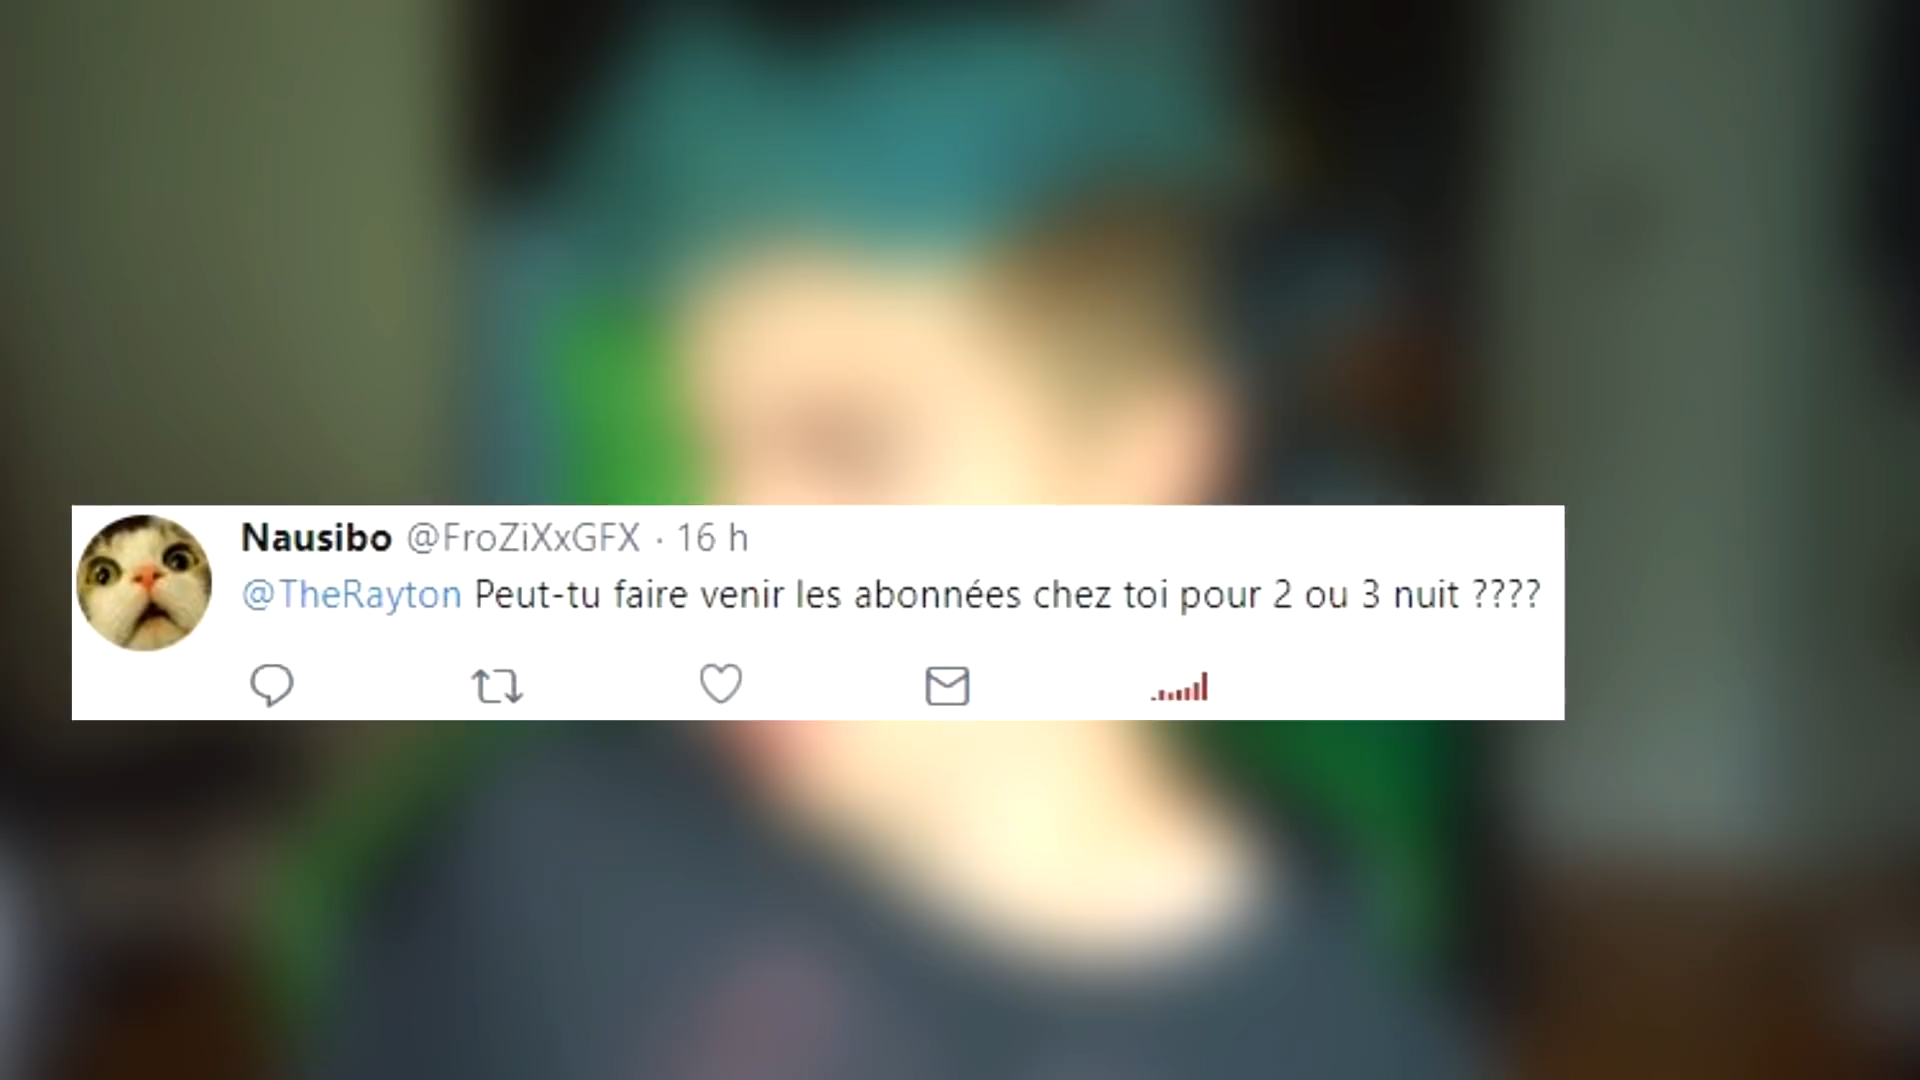 Nausibo @FroZiXxGFX · 16 h
@TheRayton Peut-tu faire venir les abonnées chez toi pour 2 ou 3 nuit ????